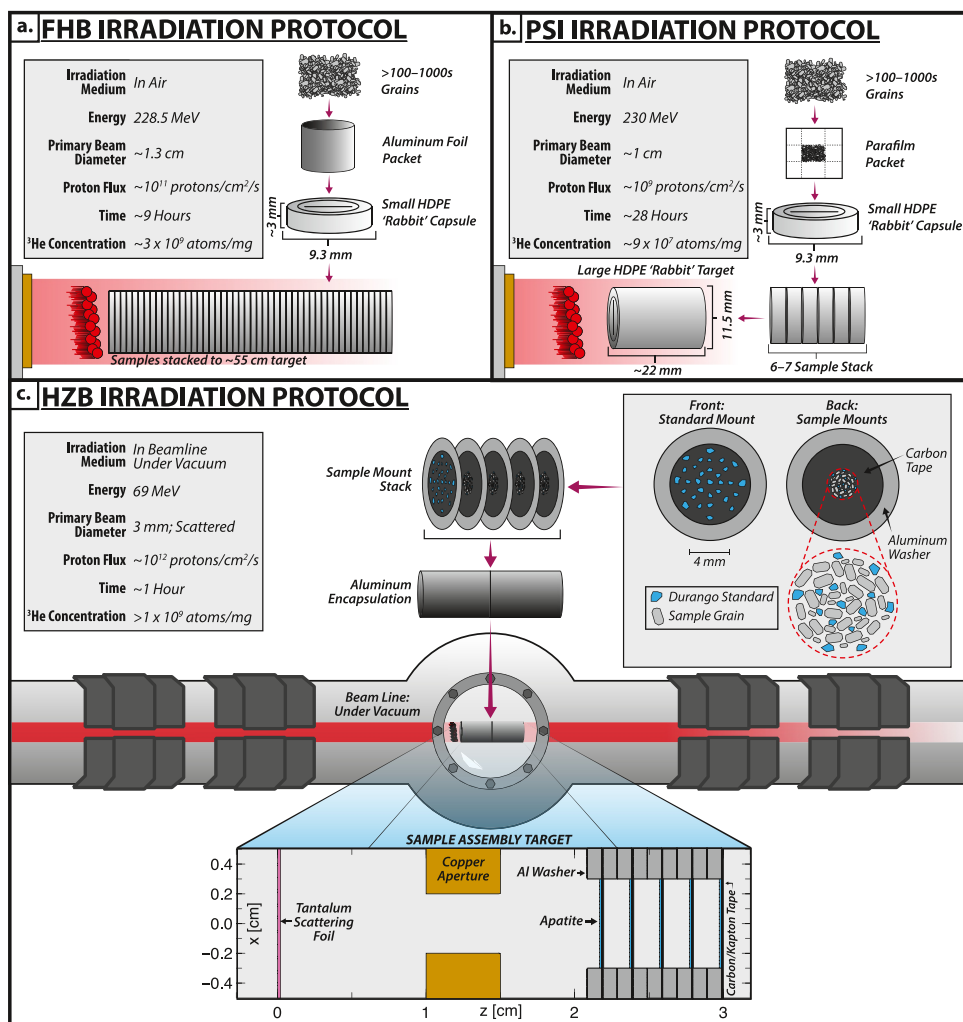 a. FHB IRRADIATION PROTOCOL
Irradiation Medium In Air
Energy 228.5 MeV
Primary Beam Diameter ~1.3 cm
Proton Flux ~10¹¹ protons/cm²/s
Time ~9 Hours
³He Concentration ~3 x 10⁹ atoms/mg
>100–1000s
Grains
Aluminum Foil
Packet
Small HDPE
'Rabbit' Capsule
~3 mm
9.3 mm
Samples stacked to ~55 cm target
b. PSI IRRADIATION PROTOCOL
Irradiation Medium In Air
Energy 230 MeV
Primary Beam Diameter ~1 cm
Proton Flux ~10⁹ protons/cm²/s
Time ~28 Hours
³He Concentration ~9 x 10⁷ atoms/mg
>100–1000s
Grains
Parafilm
Packet
Small HDPE
'Rabbit' Capsule
~3 mm
9.3 mm
Large HDPE 'Rabbit' Target
11.5 mm
~22 mm
6–7 Sample Stack
c. HZB IRRADIATION PROTOCOL
Irradiation Medium In Beamline Under Vacuum
Energy 69 MeV
Primary Beam Diameter 3 mm; Scattered
Proton Flux ~10¹² protons/cm²/s
Time ~1 Hour
³He Concentration >1 x 10⁹ atoms/mg
Sample Mount
Stack
Aluminum
Encapsulation
Front:
Standard Mount
Back:
Sample Mounts
Carbon
Tape
Aluminum
Washer
4 mm
Durango Standard
Sample Grain
Beam Line:
Under Vacuum
SAMPLE ASSEMBLY TARGET
x [cm]
0.4
0.2
0.0
−0.2
−0.4
Tantalum
Scattering
Foil
Copper
Aperture
Al Washer
Apatite
Carbon/Kapton Tape
0 1 2 3
z [cm]